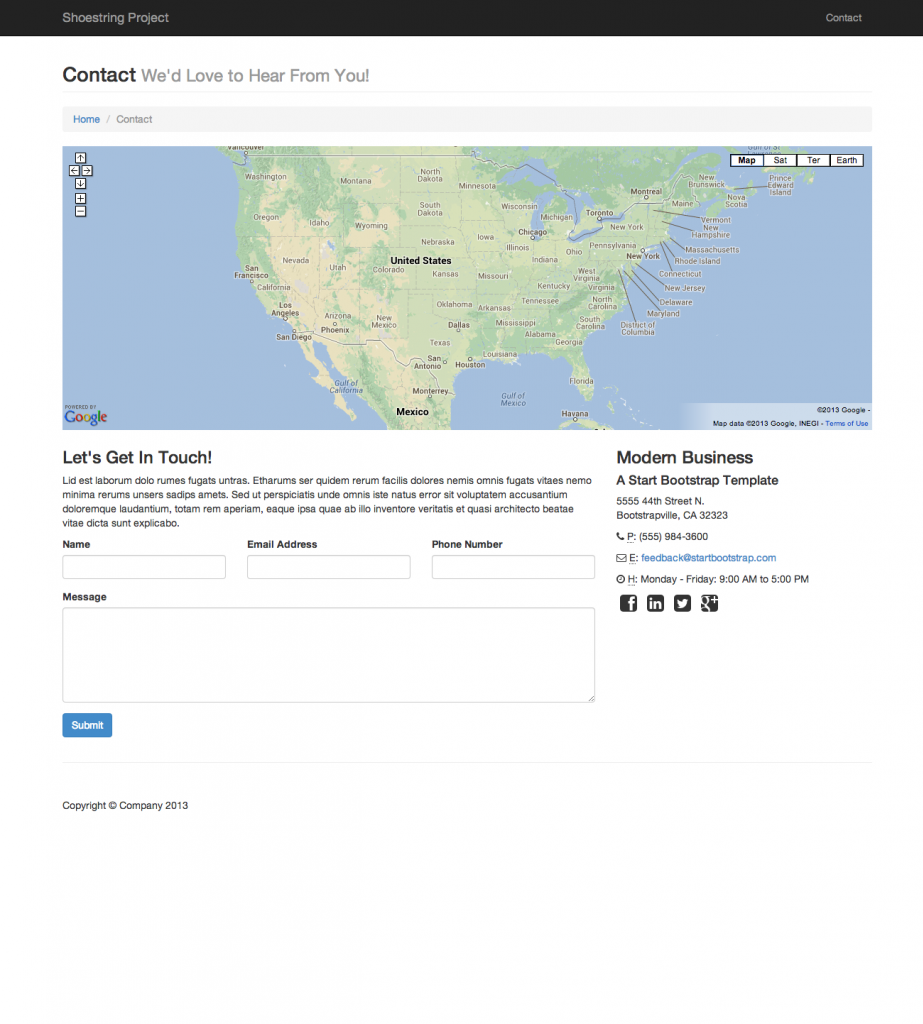 Shoestring Project
Contact
Contact We'd Love to Hear From You!
Home / Contact
Vancouver
Gulf of
St. Lawrence
Map Sat Ter Earth
Washington
Montana
North
Dakota
Minnesota
Montreal
New
Brunswick
Prince
Edward
Island
Maine
Nova
Scotia
Oregon
Idaho
Wyoming
South
Dakota
Wisconsin
Michigan
Toronto
Vermont
New
Hampshire
Chicago
New York
Nebraska
Iowa
Illinois
Massachusetts
Pennsylvania
Ohio
New York
Rhode Island
Nevada
Utah
Colorado
United States
Kansas
Missouri
Indiana
West
Virginia
Connecticut
San
Francisco
California
Kentucky
Virginia
New Jersey
Delaware
Maryland
Los
Angeles
Arizona
New
Mexico
Oklahoma
Arkansas
Tennessee
North
Carolina
San Diego
Phoenix
Dallas
Mississippi
South
Carolina
District of
Columbia
Texas
Alabama
Georgia
San
Antonio
Houston
Louisiana
Gulf of
California
Monterrey
Gulf of
Mexico
Florida
Mexico
Havana
POWERED BY
Google
©2013 Google -
Map data ©2013 Google, INEGI - Terms of Use
Let's Get In Touch!
Lid est laborum dolo rumes fugats untras. Etharums ser quidem rerum facilis dolores nemis omnis fugats vitaes nemo
minima rerums unsers sadips amets. Sed ut perspiciatis unde omnis iste natus error sit voluptatem accusantium
doloremque laudantium, totam rem aperiam, eaque ipsa quae ab illo inventore veritatis et quasi architecto beatae
vitae dicta sunt explicabo.
Name
Email Address
Phone Number
Message
Submit
Modern Business
A Start Bootstrap Template
5555 44th Street N.
Bootstrapville, CA 32323
P: (555) 984-3600
E: feedback@startbootstrap.com
H: Monday - Friday: 9:00 AM to 5:00 PM
Copyright © Company 2013